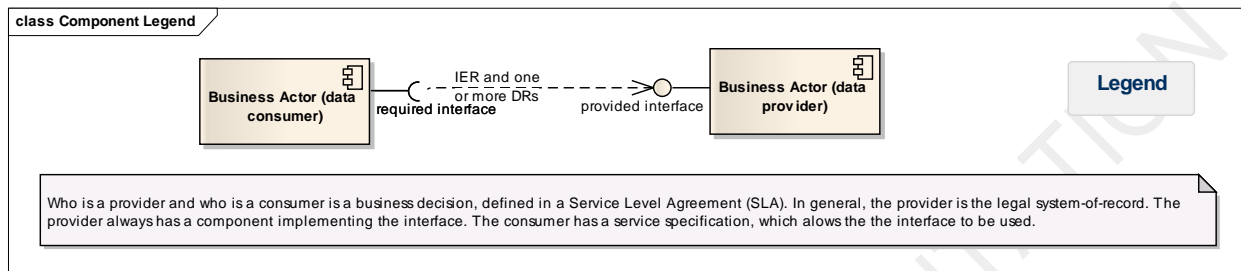 class Component Legend
IER and one
or more DRs
Business Actor (data
consumer)
required interface
provided interface
Business Actor (data
provider)
Legend
Who is a provider and who is a consumer is a business decision, defined in a Service Level Agreement (SLA). In general, the provider is the legal system-of-record. The
provider always has a component implementing the interface. The consumer has a service specification, which alows the the interface to be used.